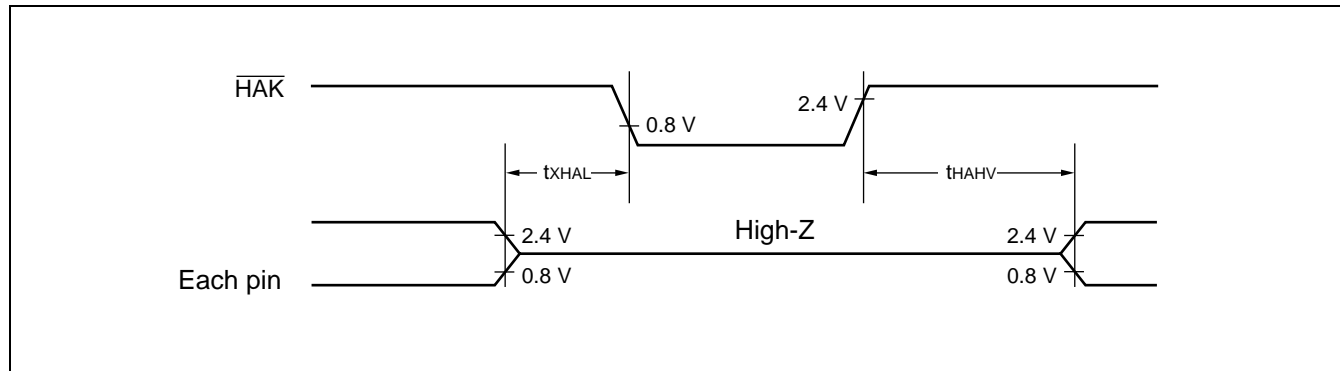 HAK
2.4 V
0.8 V
tXHAL
tHAHV
High-Z
2.4 V
2.4 V
Each pin
0.8 V
0.8 V